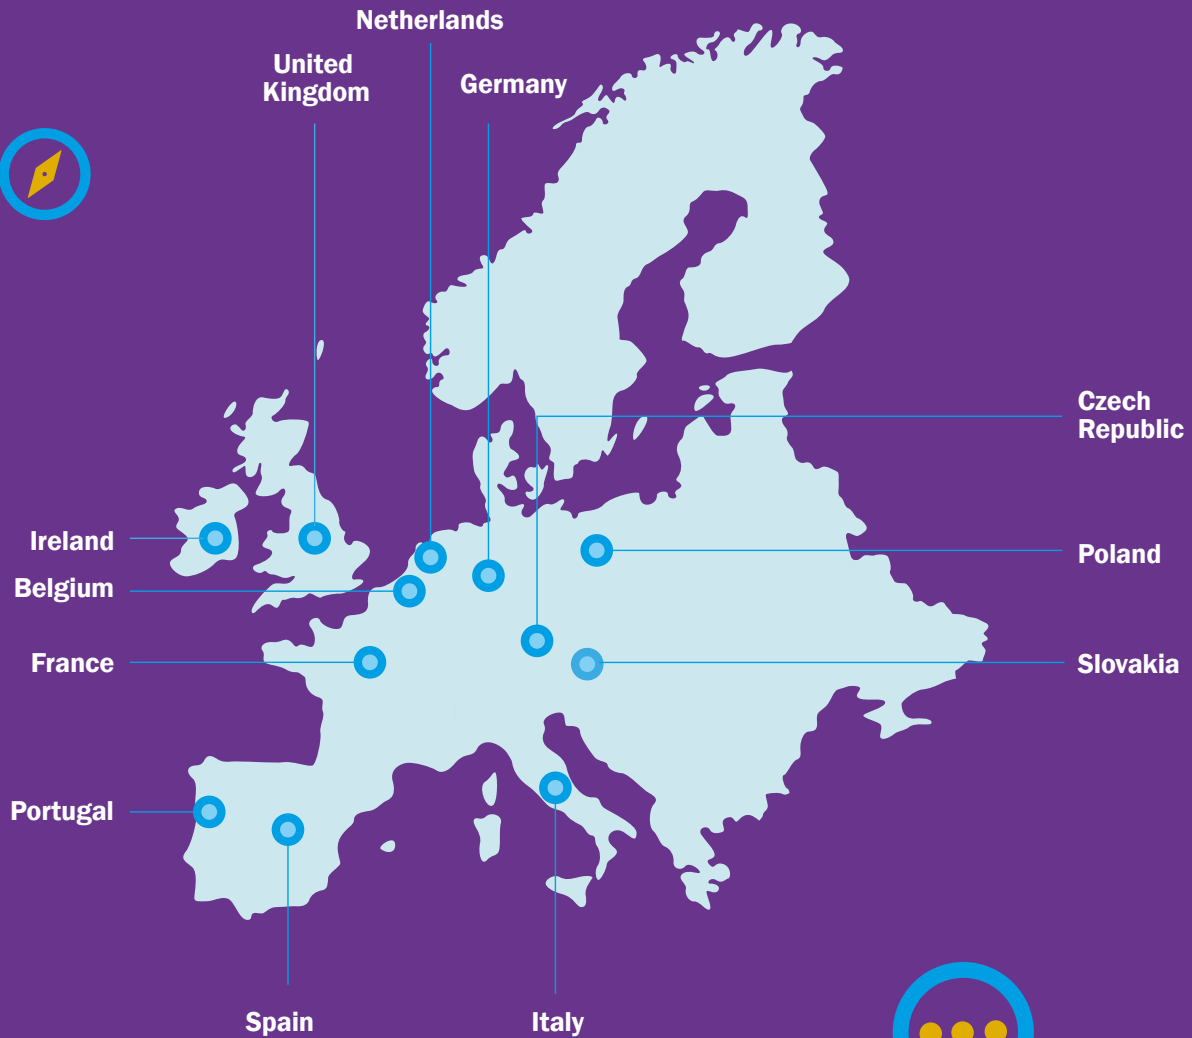 Netherlands
United
Kingdom
Germany
Czech
Republic
Ireland
Poland
Belgium
France
Slovakia
Portugal
Spain
Italy